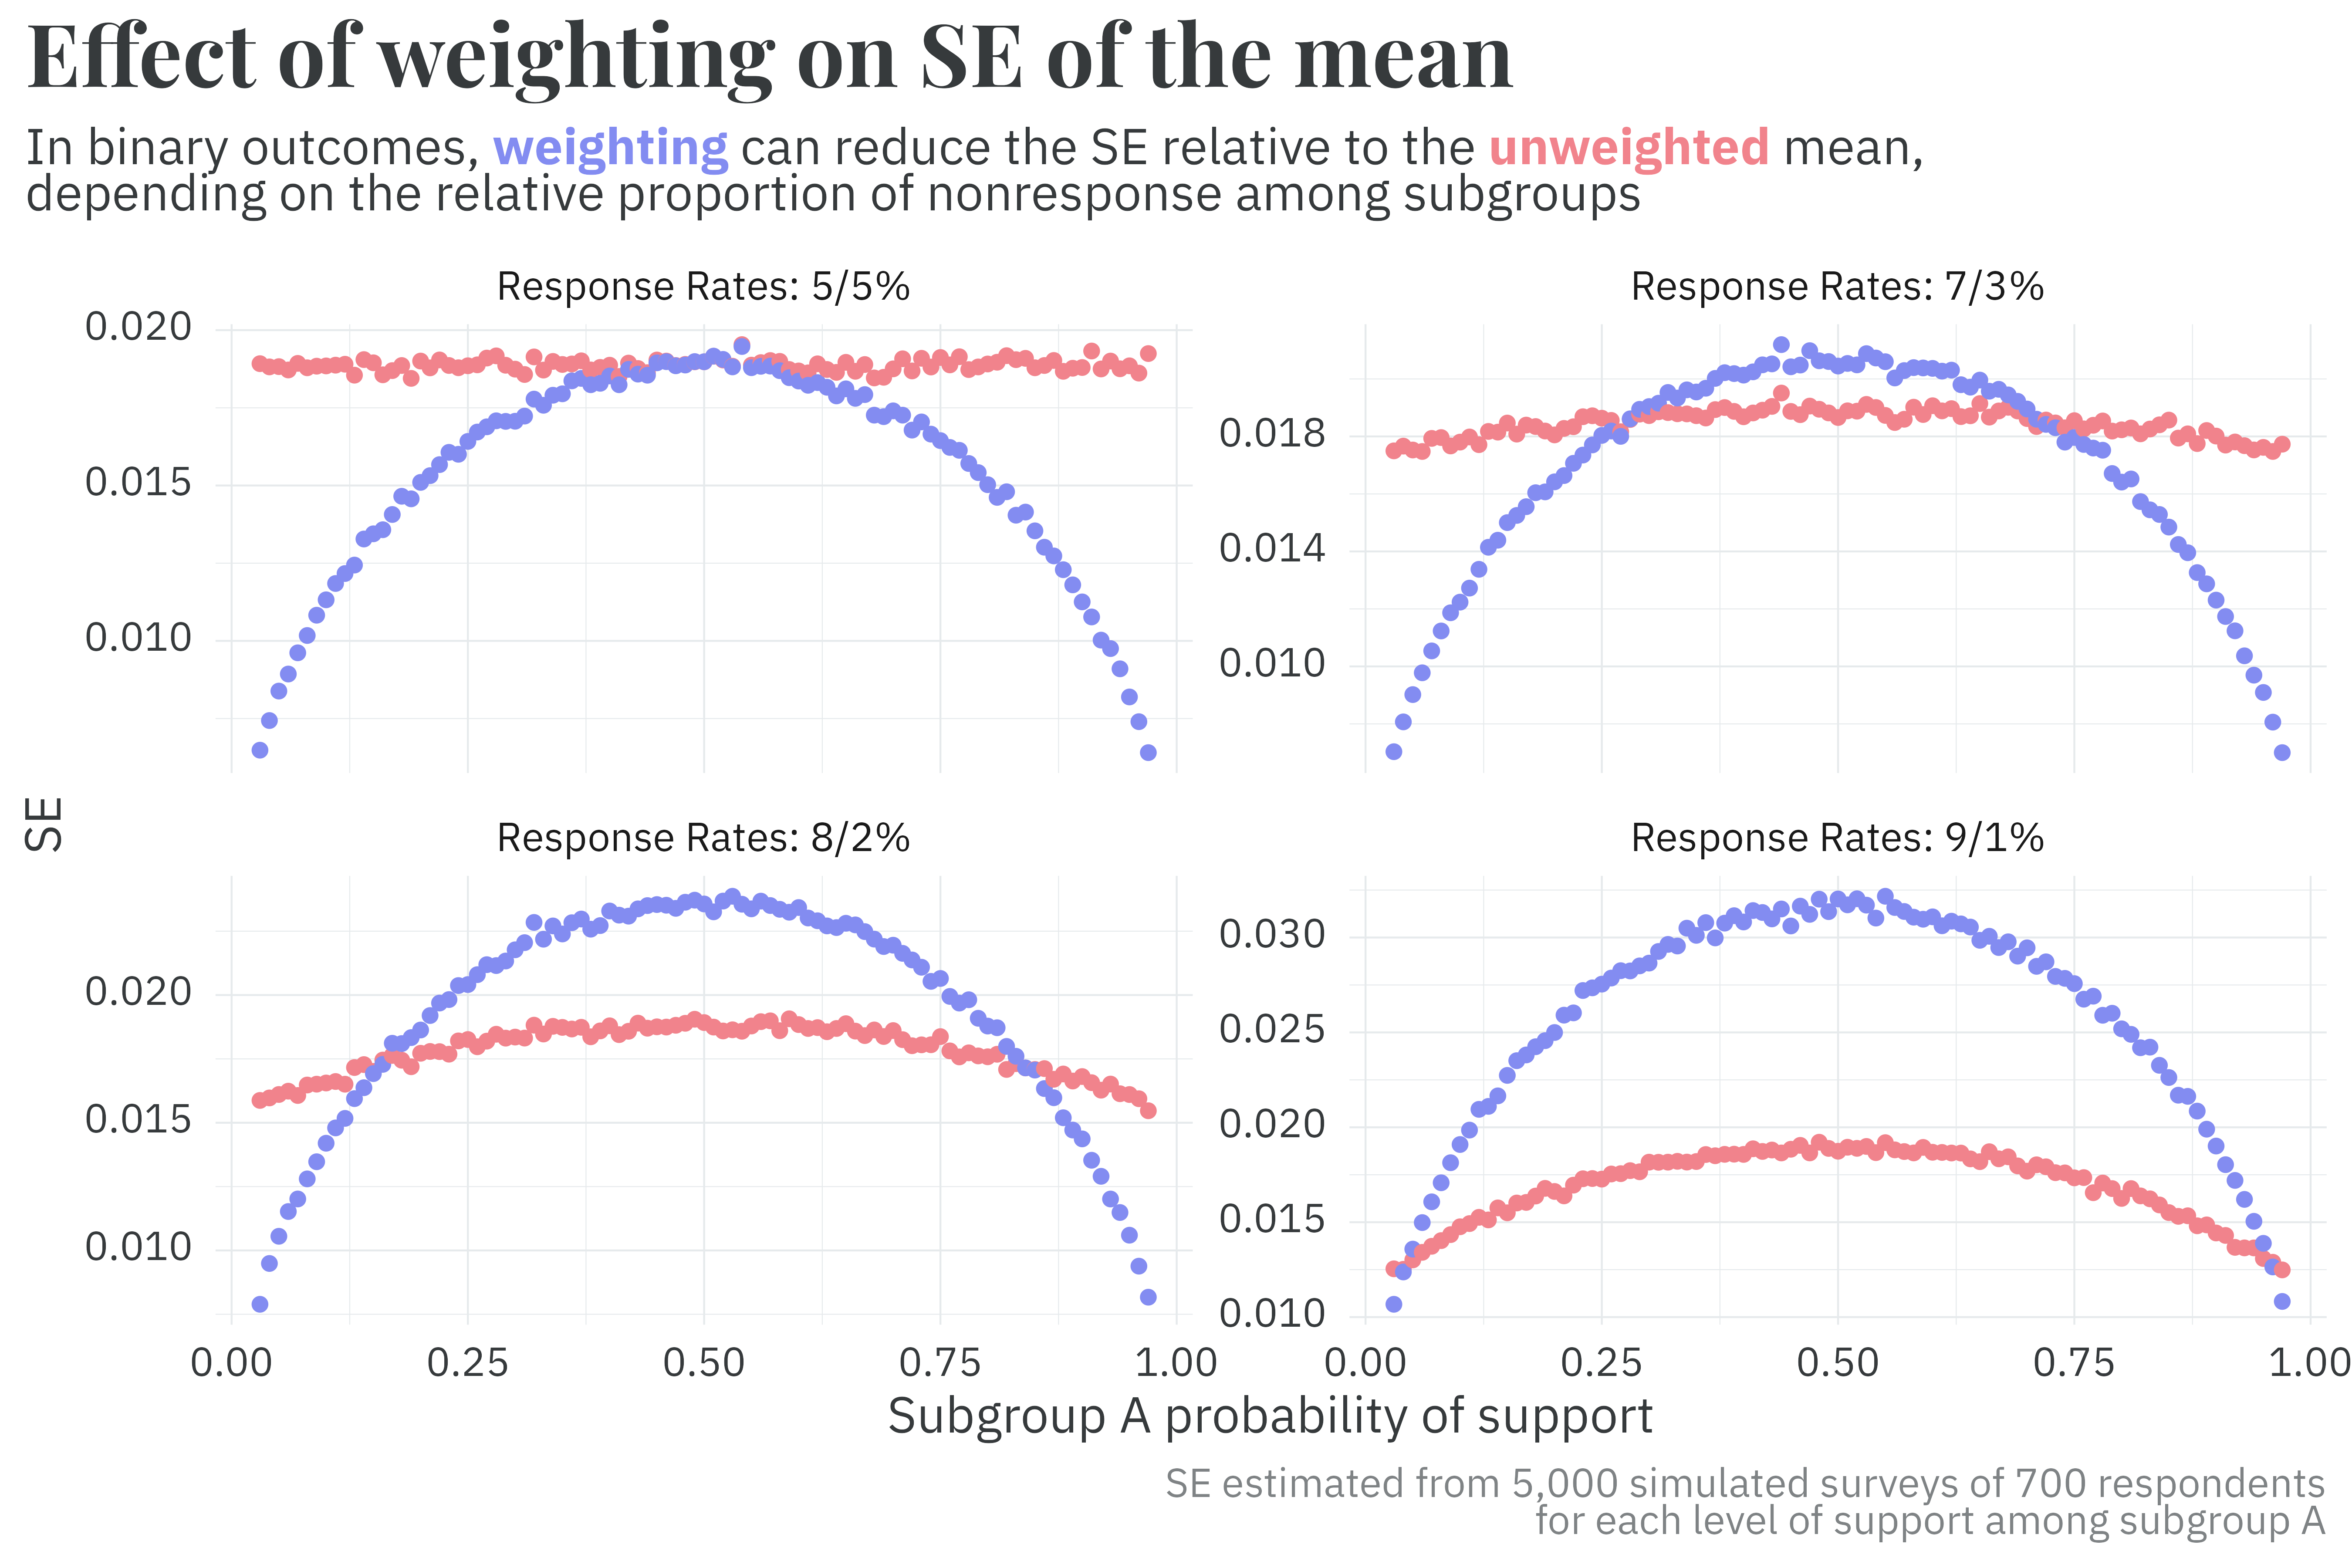 Effect of weighting on SE of the mean
In binary outcomes, weighting can reduce the SE relative to the unweighted mean,
depending on the relative proportion of nonresponse among subgroups
Response Rates: 5/5%
0.020
0.015
0.010
Response Rates: 7/3%
0.018
0.014
0.010
SE
Response Rates: 8/2%
0.020
0.015
0.010
0.00 0.25 0.50 0.75 1.00
Response Rates: 9/1%
0.030
0.025
0.020
0.015
0.010
0.00 0.25 0.50 0.75 1.00
Subgroup A probability of support
SE estimated from 5,000 simulated surveys of 700 respondents
for each level of support among subgroup A